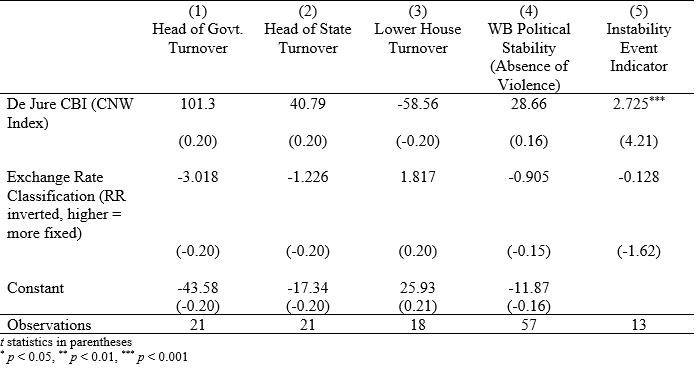 (1) (2) (3) (4) (5)
Head of Govt. Head of State Lower House WB Political Instability
Turnover Turnover Turnover Stability Event
(Absence of Indicator
Violence)
De Jure CBI (CNW 101.3 40.79 -58.56 28.66 2.725***
Index)
(0.20) (0.20) (-0.20) (0.16) (4.21)
Exchange Rate -3.018 -1.226 1.817 -0.905 -0.128
Classification (RR
inverted, higher =
more fixed)
(-0.20) (-0.20) (0.20) (-0.15) (-1.62)
Constant -43.58 -17.34 25.93 -11.87
(-0.20) (-0.20) (0.21) (-0.16)
Observations 21 21 18 57 13
t statistics in parentheses
* p < 0.05, ** p < 0.01, *** p < 0.001